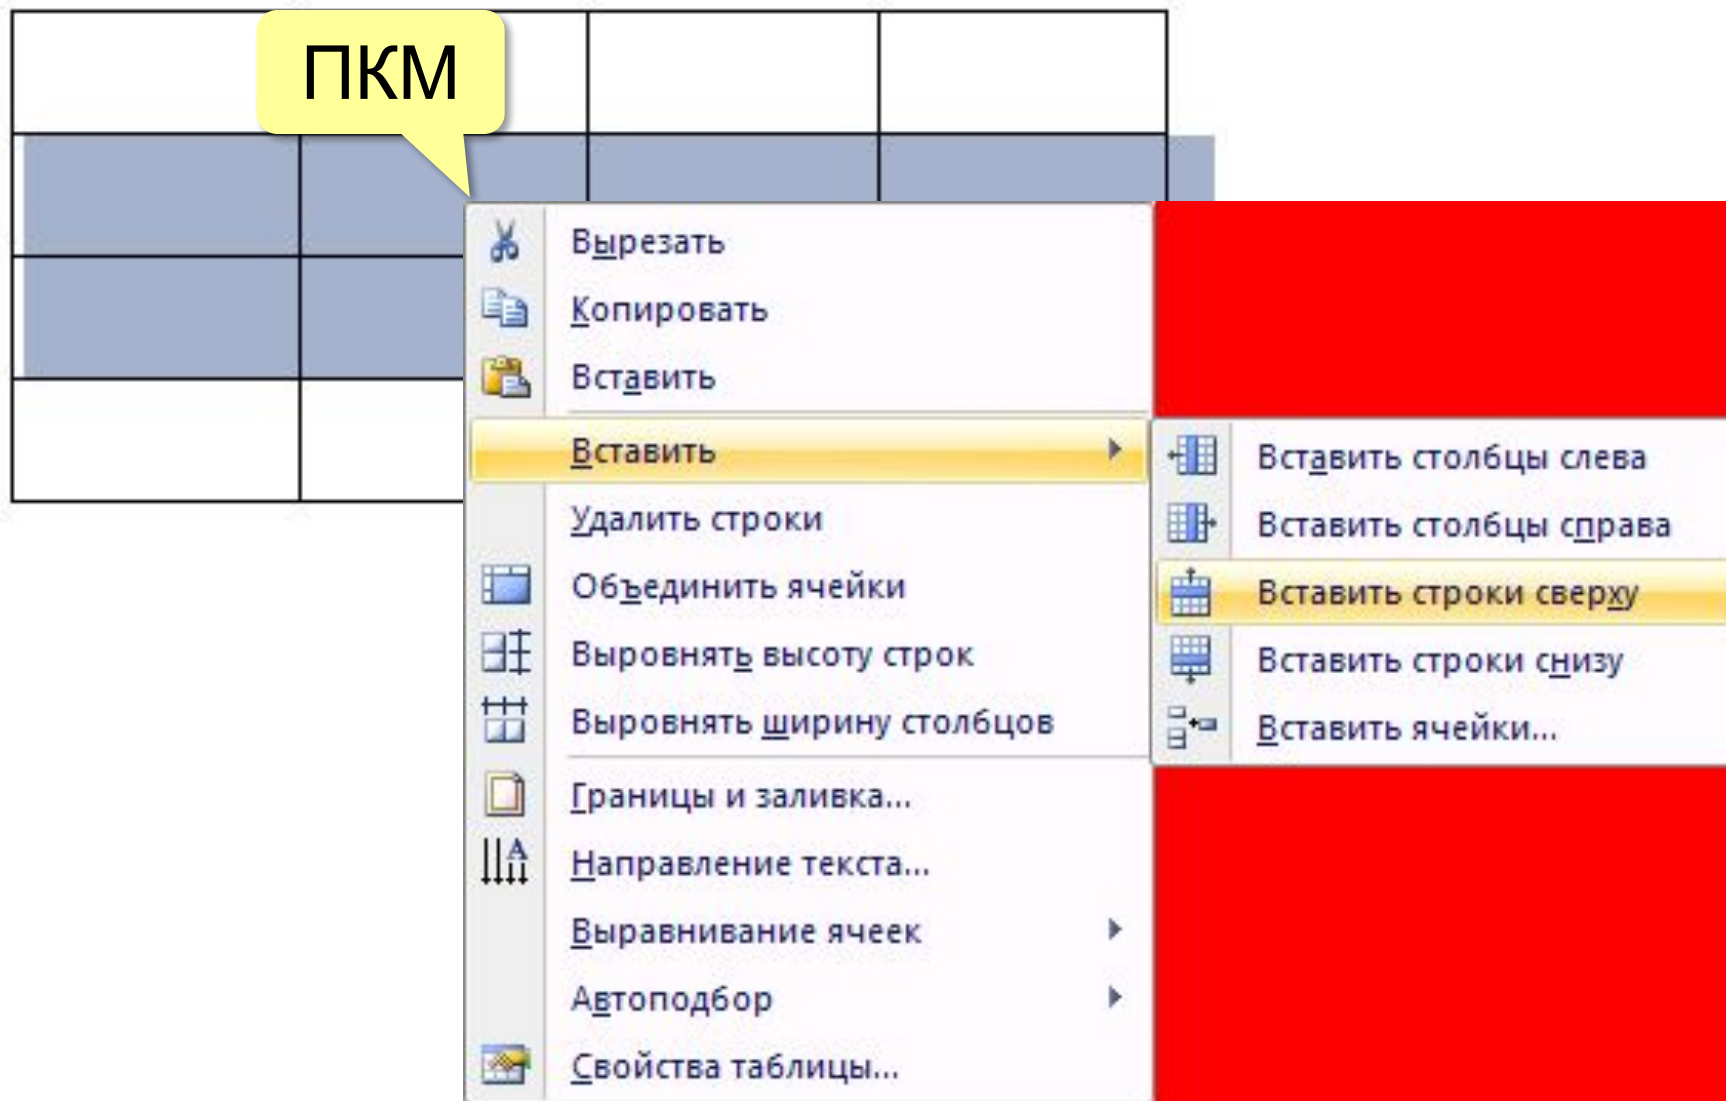 ПКМ
Вырезать
Копировать
Вставить
Вставить
Удалить строки
Объединить ячейки
Выровнять высоту строк
Выровнять ширину столбцов
Границы и заливка...
Направление текста...
Выравнивание ячеек
Автоподбор
Свойства таблицы...
Вставить столбцы слева
Вставить столбцы справа
Вставить строки сверху
Вставить строки снизу
Вставить ячейки...